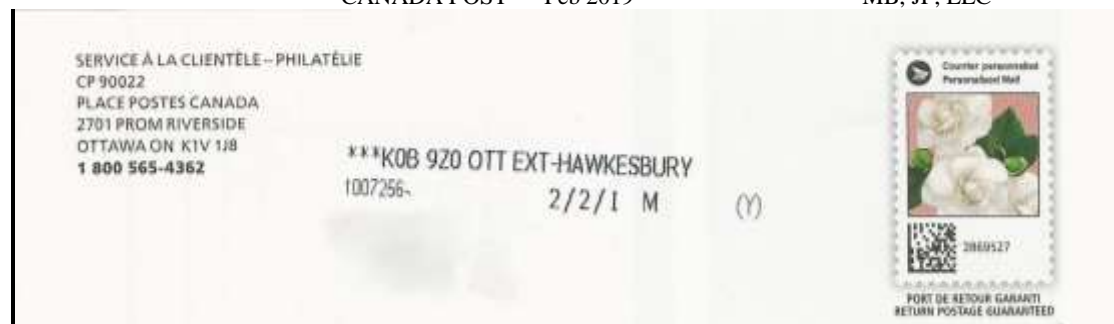 CANADA POST Feb 2019 MB, JP, LLC
SERVICE À LA CLIENTÈLE – PHILATÉLIE
CP 90022
PLACE POSTES CANADA
2701 PROM RIVERSIDE
OTTAWA ON K1V 1J8
1 800 565-4362
***K0B 9Z0 OTT EXT-HAWKESBURY
1007256-
2/2/1 M (Y)
Courrier personnalisé
Personalized Mail
2869527
PORT DE RETOUR GARANTI
RETURN POSTAGE GUARANTEED